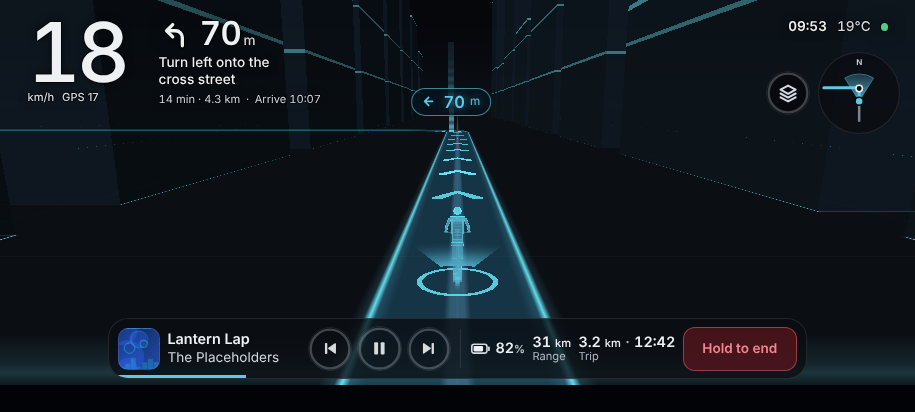 18
km/h GPS 17
70 m
Turn left onto the
cross street
14 min · 4.3 km · Arrive 10:07
09:53 19°C
N
70 m
Lantern Lap
The Placeholders
82%
31 km
Range
3.2 km · 12:42
Trip
Hold to end